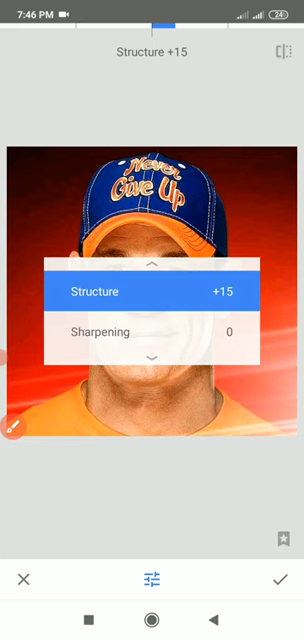 7:46 PM
24
Structure +15
Never
Give Up
Structure +15
Sharpening 0